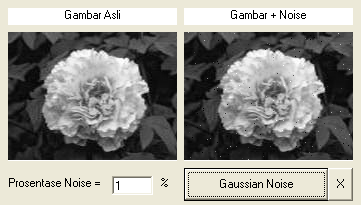 Gambar Asli
Gambar + Noise
Prosentase Noise = 1 %
Gaussian Noise
X